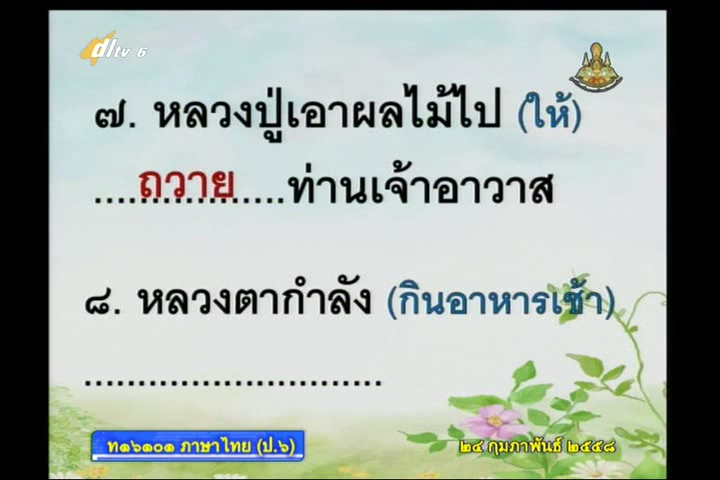 dltv 6
๗. หลวงปู่เอาผลไม้ไป (ให้)
.......ถวาย.......ท่านเจ้าอาวาส
๘. หลวงตากำลัง (กินอาหารเช้า)
............................
ท๑๖๑๐๑ ภาษาไทย (ป.๖)
๒๔ กุมภาพันธ์ ๒๕๕๘